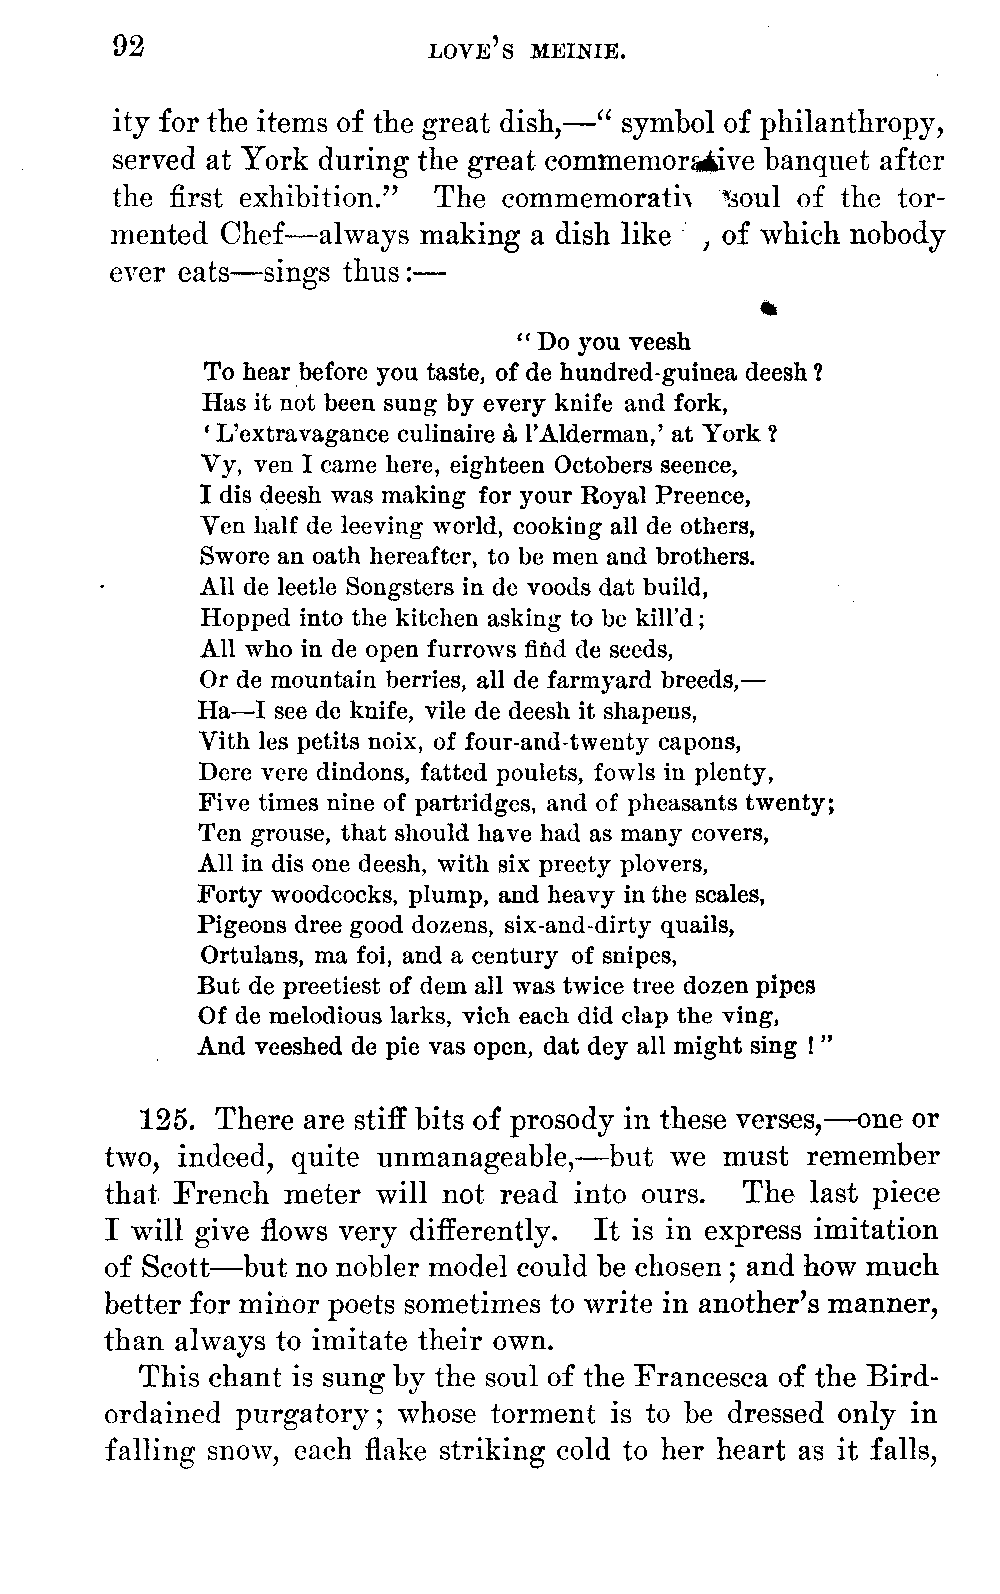 92 LOVE'S MEINIE.
ity for the items of the great dish,—“ symbol of philanthropy,
served at York during the great commemorative banquet after
the first exhibition.” The commemorativ soul of the tor-
mented Chef—always making a dish like , of which nobody
ever eats—sings thus:—
“ Do you veesh
To hear before you taste, of de hundred-guinea deesh?
Has it not been sung by every knife and fork,
‘ L'extravagance culinaire à l'Alderman,’ at York?
Vy, ven I came here, eighteen Octobers seence,
I dis deesh was making for your Royal Preence,
Ven half de leeving world, cooking all de others,
Swore an oath hereafter, to be men and brothers.
All de leetle Songsters in de voods dat build,
Hopped into the kitchen asking to be kill'd;
All who in de open furrows find de seeds,
Or de mountain berries, all de farmyard breeds,—
Ha—I see de knife, vile de deesh it shapens,
Vith les petits noix, of four-and-twenty capons,
Dere vere dindons, fatted poulets, fowls in plenty,
Five times nine of partridges, and of pheasants twenty;
Ten grouse, that should have had as many covers,
All in dis one deesh, with six preety plovers,
Forty woodcocks, plump, and heavy in the scales,
Pigeons dree good dozens, six-and-dirty quails,
Ortulans, ma foi, and a century of snipes,
But de preetiest of dem all was twice tree dozen pipes
Of de melodious larks, vich each did clap the ving,
And veeshed de pie vas open, dat dey all might sing!”
125. There are stiff bits of prosody in these verses,—one or
two, indeed, quite unmanageable,—but we must remember
that French meter will not read into ours. The last piece
I will give flows very differently. It is in express imitation
of Scott—but no nobler model could be chosen; and how much
better for minor poets sometimes to write in another's manner,
than always to imitate their own.
This chant is sung by the soul of the Francesca of the Bird-
ordained purgatory; whose torment is to be dressed only in
falling snow, each flake striking cold to her heart as it falls,